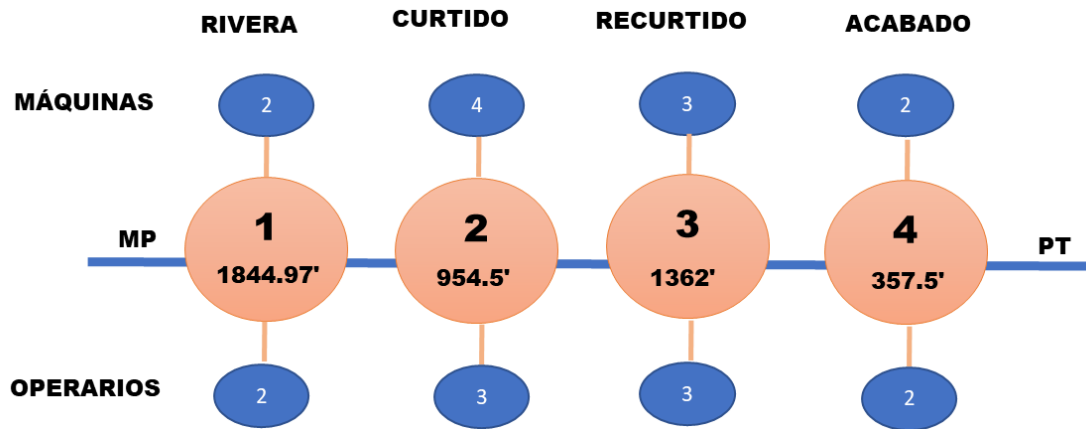 RIVERA CURTIDO RECURTIDO ACABADO
MÁQUINAS 2 4 3 2
1 2 3 4
MP 1844.97' 954.5' 1362' 357.5' PT
OPERARIOS 2 3 3 2